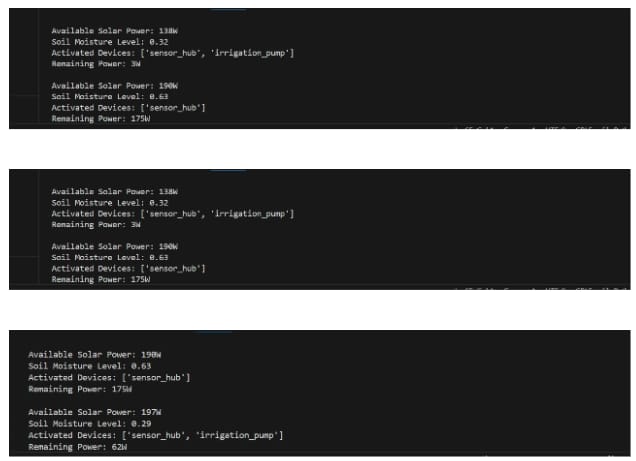 Available Solar Power: 138W
Soil Moisture Level: 0.32
Activated Devices: ['sensor_hub', 'irrigation_pump']
Remaining Power: 3W
Available Solar Power: 190W
Soil Moisture Level: 0.63
Activated Devices: ['sensor_hub']
Remaining Power: 175W
Available Solar Power: 138W
Soil Moisture Level: 0.32
Activated Devices: ['sensor_hub', 'irrigation_pump']
Remaining Power: 3W
Available Solar Power: 190W
Soil Moisture Level: 0.63
Activated Devices: ['sensor_hub']
Remaining Power: 175W
Available Solar Power: 190W
Soil Moisture Level: 0.63
Activated Devices: ['sensor_hub']
Remaining Power: 175W
Available Solar Power: 197W
Soil Moisture Level: 0.29
Activated Devices: ['sensor_hub', 'irrigation_pump']
Remaining Power: 62W